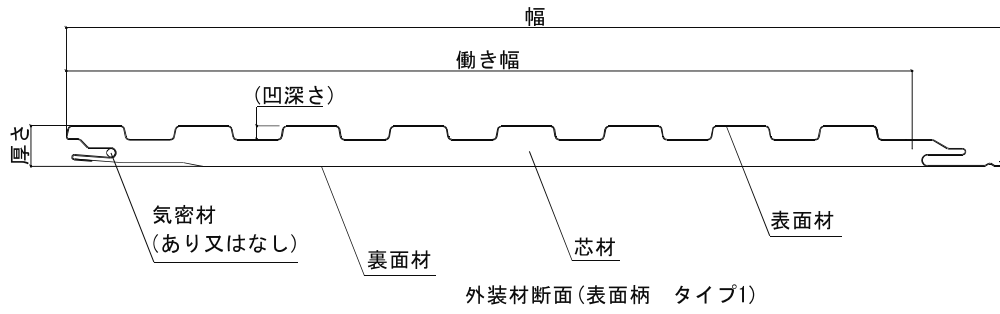 幅
働き幅
(凹深さ)
厚さ
気密材
(あり又はなし)
裏面材
芯材
表面材
外装材断面(表面柄　タイプ1)